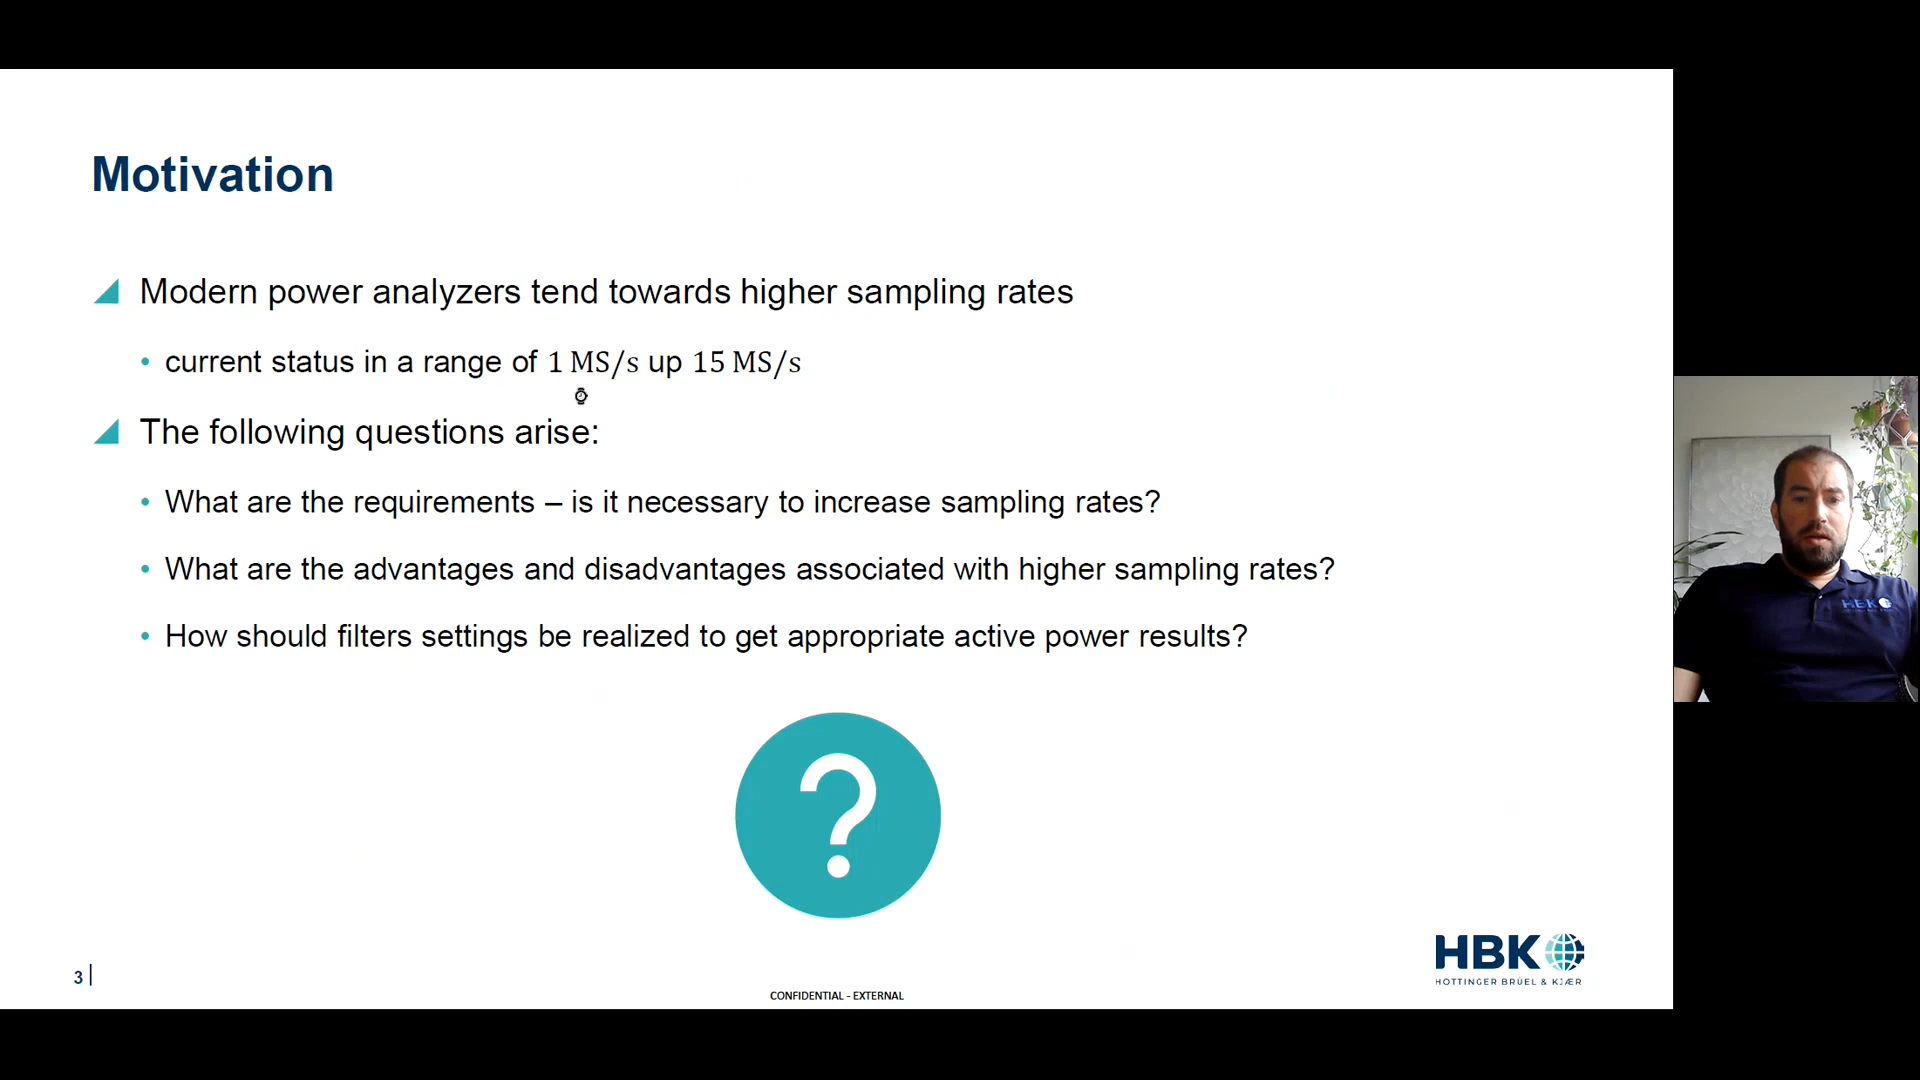 Motivation
Modern power analyzers tend towards higher sampling rates
• current status in a range of 1 MS/s up 15 MS/s
The following questions arise:
• What are the requirements – is it necessary to increase sampling rates?
• What are the advantages and disadvantages associated with higher sampling rates?
• How should filters settings be realized to get appropriate active power results?
?
HBK
HOTTINGER BRÜEL & KJÆR
3 |
CONFIDENTIAL - EXTERNAL
HBK